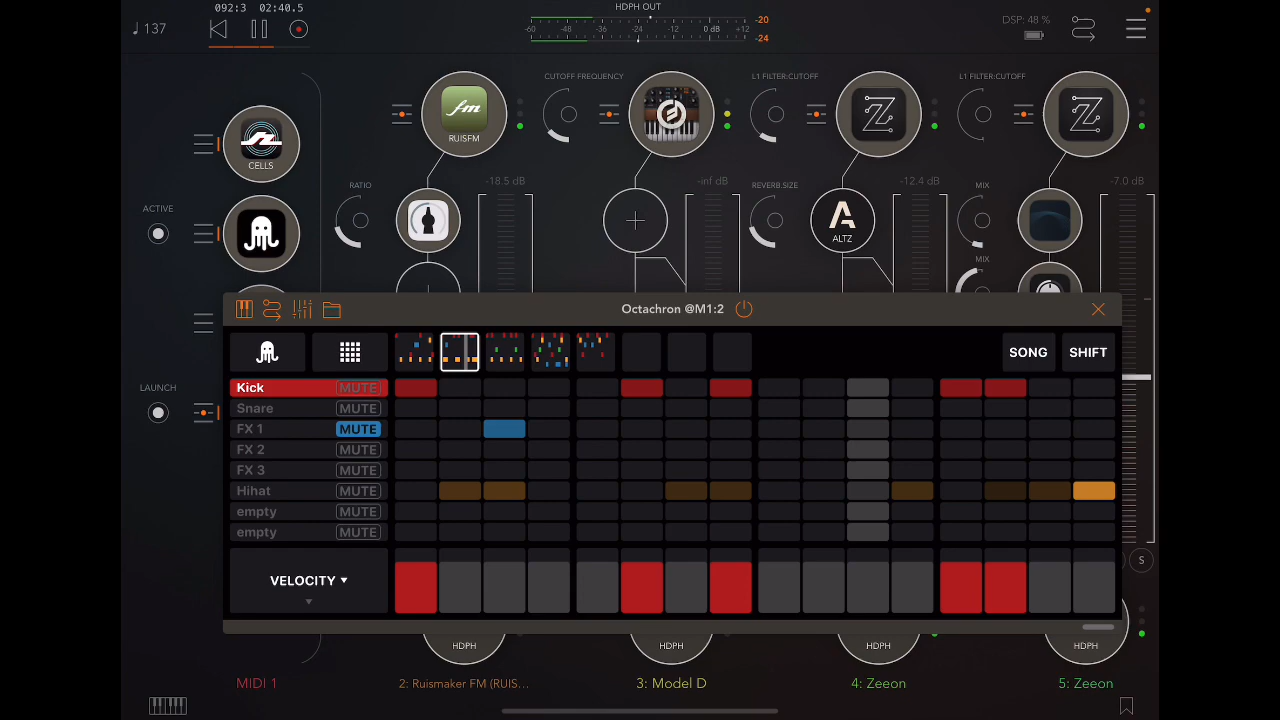 092:3 02:40.5
HDPH OUT
♩ 137
-60 -48 -36 -24 -12 0 dB +12
-20
-24
DSP: 48 %
CUTOFF FREQUENCY
L1 FILTER:CUTOFF
L1 FILTER:CUTOFF
fm
RUISFM
CELLS
RATIO
-18.5 dB
-inf dB
REVERB.SIZE
-12.4 dB
MIX
-7.0 dB
ACTIVE
A
ALTZ
MIX
Octachron @M1:2
SONG
SHIFT
LAUNCH
Kick MUTE
Snare MUTE
FX 1 MUTE
FX 2 MUTE
FX 3 MUTE
Hihat MUTE
empty MUTE
empty MUTE
S
VELOCITY ▾
HDPH
HDPH
HDPH
HDPH
MIDI 1
2: Ruismaker FM (RUIS...
3: Model D
4: Zeeon
5: Zeeon